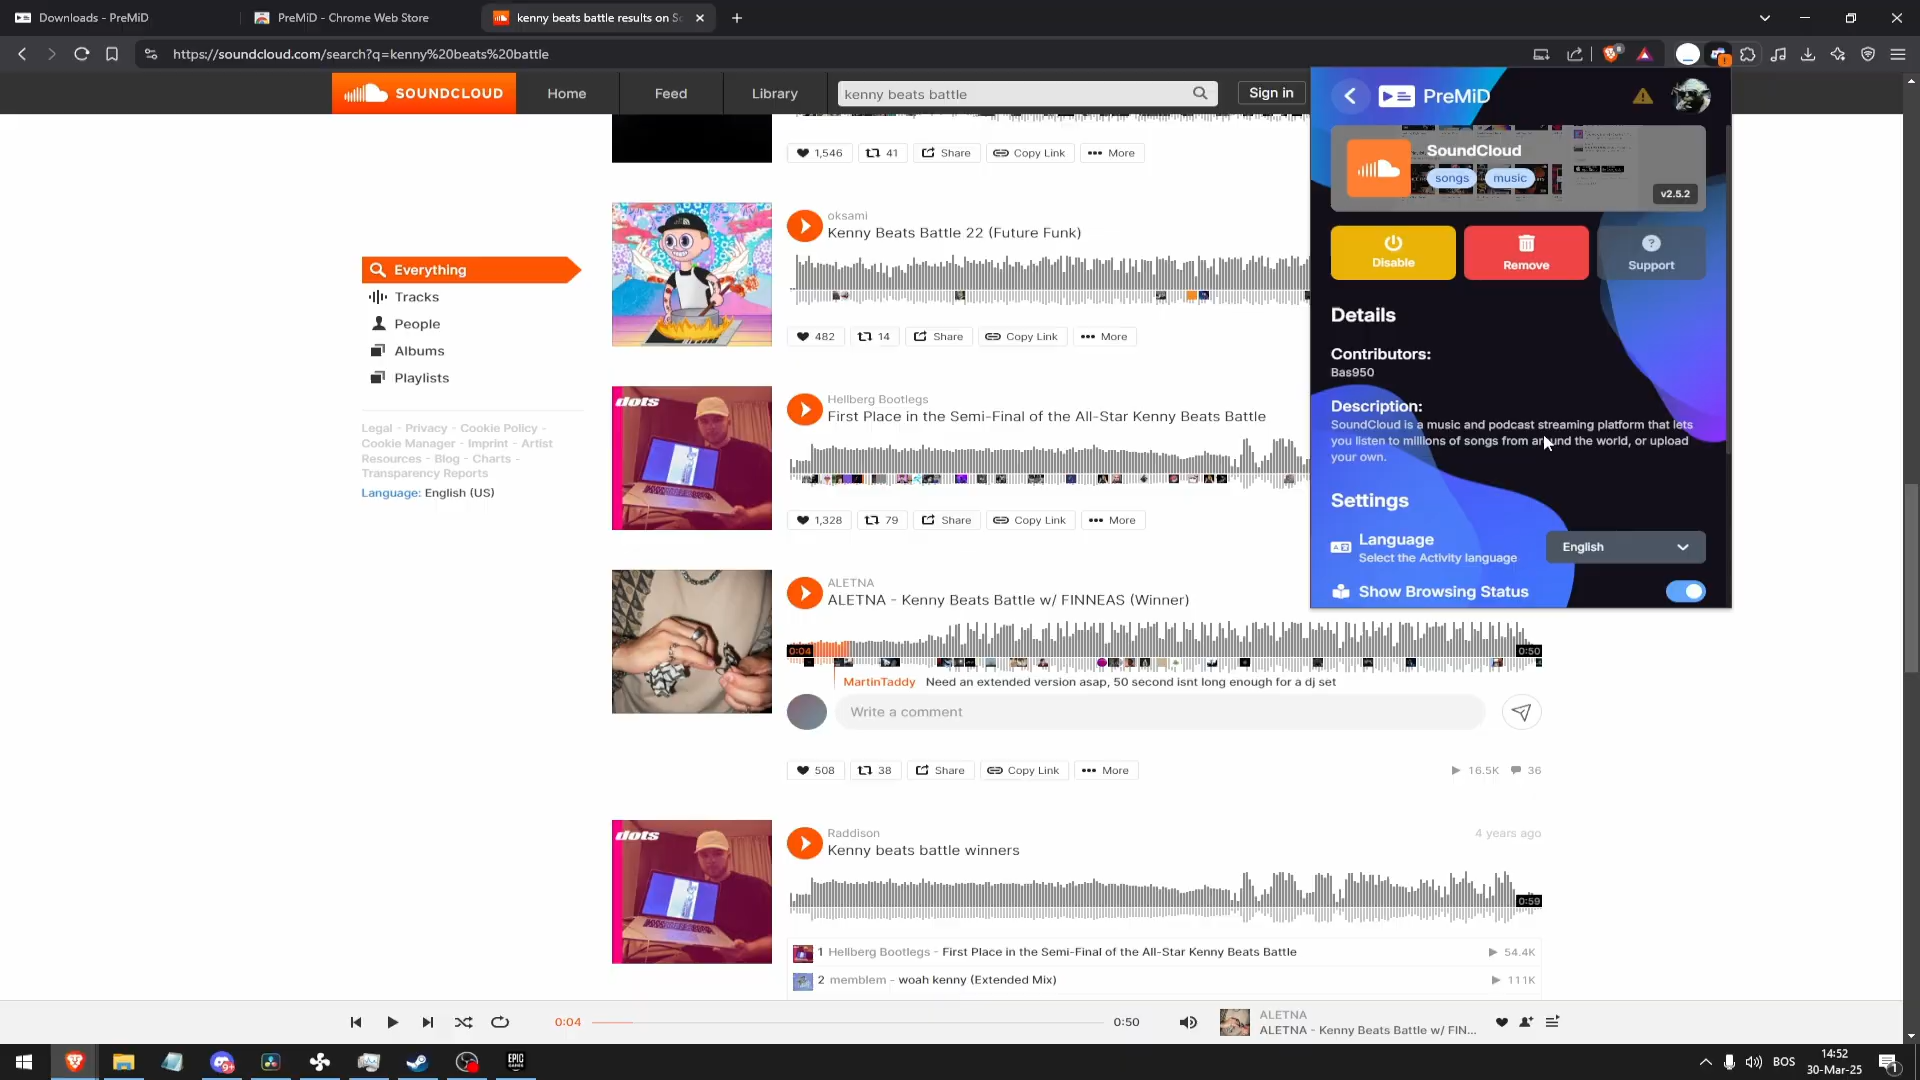 Downloads - PreMiD
PreMiD - Chrome Web Store
kenny beats battle results on So
https://soundcloud.com/search?q=kenny%20beats%20battle
SOUNDCLOUD
Home
Feed
Library
kenny beats battle
Sign in
1,546
41
Share
Copy Link
More
Everything
Tracks
People
Albums
Playlists
Legal - Privacy - Cookie Policy -
Cookie Manager - Imprint - Artist
Resources - Blog - Charts -
Transparency Reports
Language: English (US)
oksami
Kenny Beats Battle 22 (Future Funk)
482
14
Share
Copy Link
More
dots
Hellberg Bootlegs
First Place in the Semi-Final of the All-Star Kenny Beats Battle
1,328
79
Share
Copy Link
More
ALETNA
ALETNA - Kenny Beats Battle w/ FINNEAS (Winner)
0:04
0:50
MartinTaddy Need an extended version asap, 50 second isnt long enough for a dj set
Write a comment
508
38
Share
Copy Link
More
16.5K
36
dots
Raddison
4 years ago
Kenny beats battle winners
0:59
1 Hellberg Bootlegs - First Place in the Semi-Final of the All-Star Kenny Beats Battle
54.4K
2 memblem - woah kenny (Extended Mix)
111K
PreMiD
SoundCloud
songs
music
v2.5.2
Disable
Remove
Support
Details
Contributors:
Bas950
Description:
SoundCloud is a music and podcast streaming platform that lets
you listen to millions of songs from around the world, or upload
your own.
Settings
Language
Select the Activity language
English
Show Browsing Status
0:04
0:50
ALETNA
ALETNA - Kenny Beats Battle w/ FIN...
9+
EPIC
GAMES
BOS
14:52
30-Mar-25
1